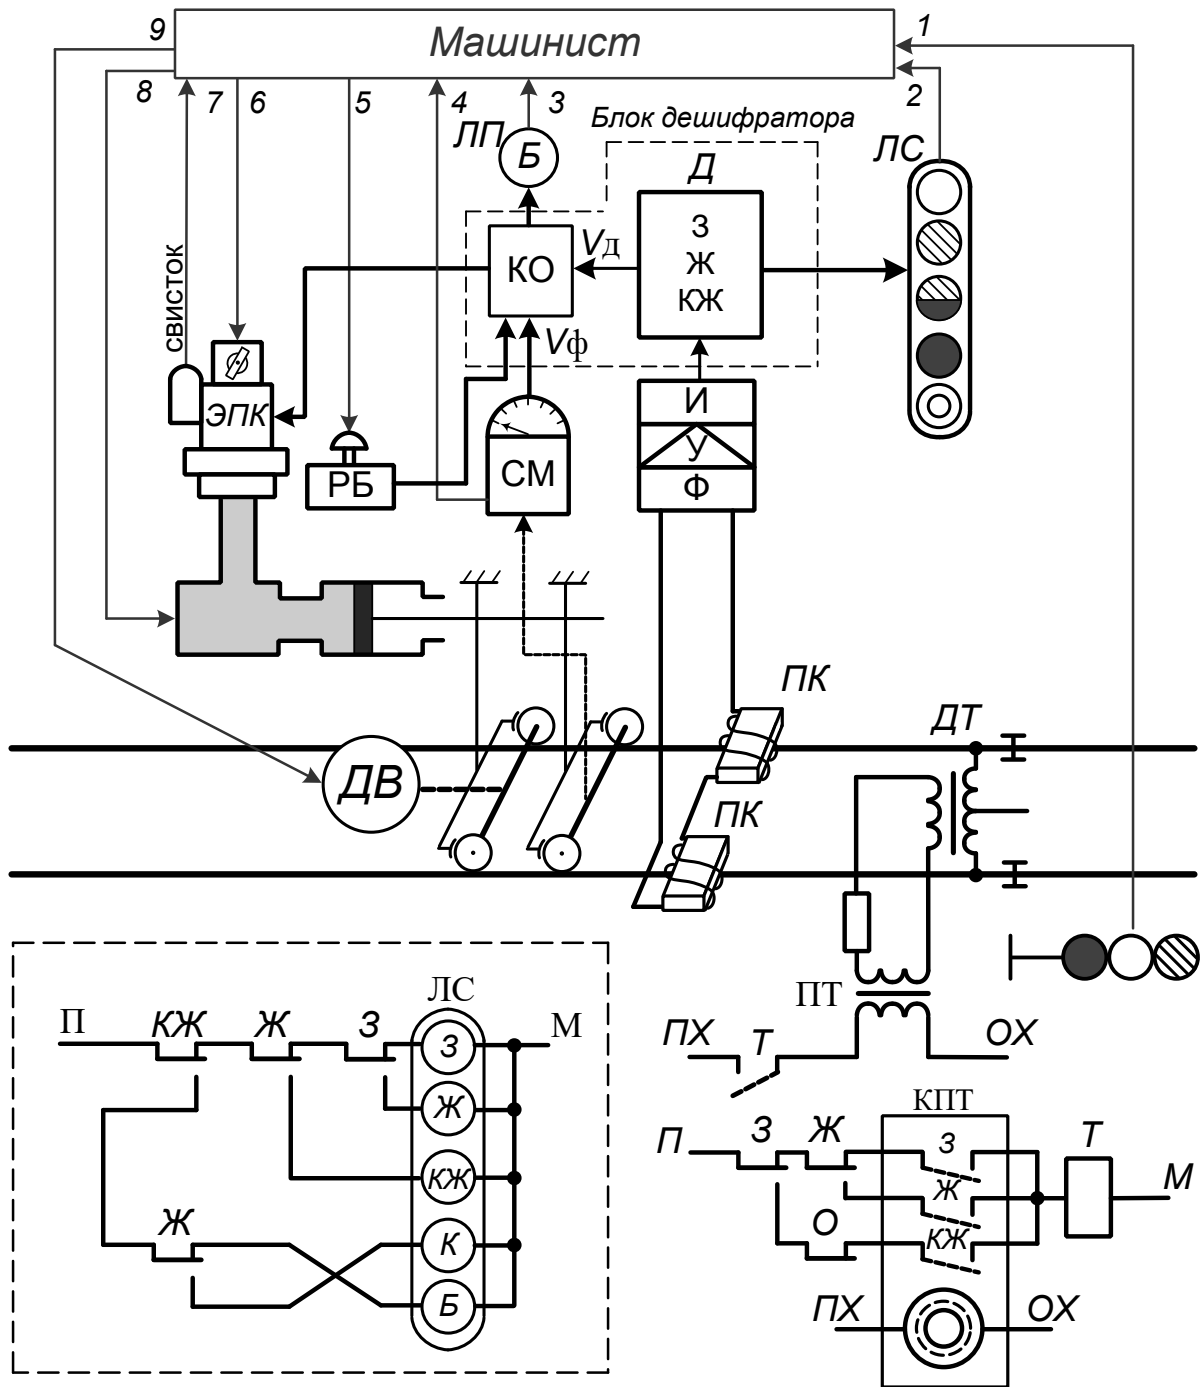 Машинист
9
8
7
6
5
4
3
1
2
ЛП
Б
Блок дешифратора
ЛС
Д
З
Ж
КЖ
КО
Vд
Vф
свисток
ЭПК
РБ
СМ
И
У
Ф
ПК
ПК
ДТ
ДВ
ПТ
ПХ
Т
ОХ
ЛС
П
КЖ
Ж
З
М
З
Ж
КЖ
К
Б
Ж
КПТ
П
З
Ж
З
Ж
КЖ
О
Т
М
ПХ
ОХ